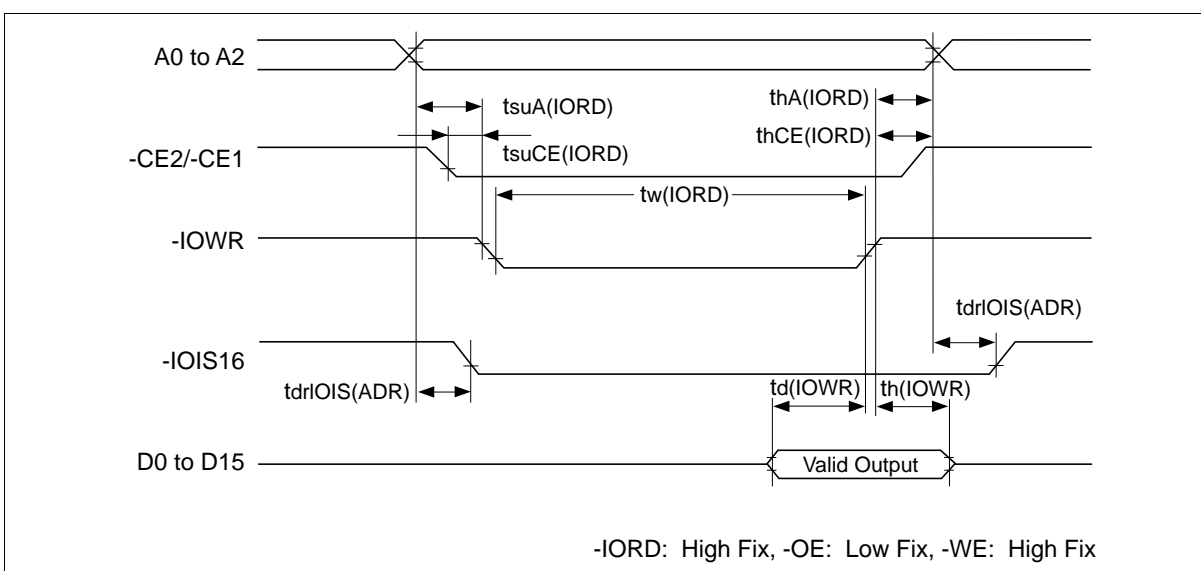 A0 to A2
tsuA(IORD)
thA(IORD)
thCE(IORD)
-CE2/-CE1
tsuCE(IORD)
tw(IORD)
-IOWR
tdrIOIS(ADR)
-IOIS16
tdrIOIS(ADR)
td(IOWR)
th(IOWR)
D0 to D15
Valid Output
-IORD: High Fix, -OE: Low Fix, -WE: High Fix